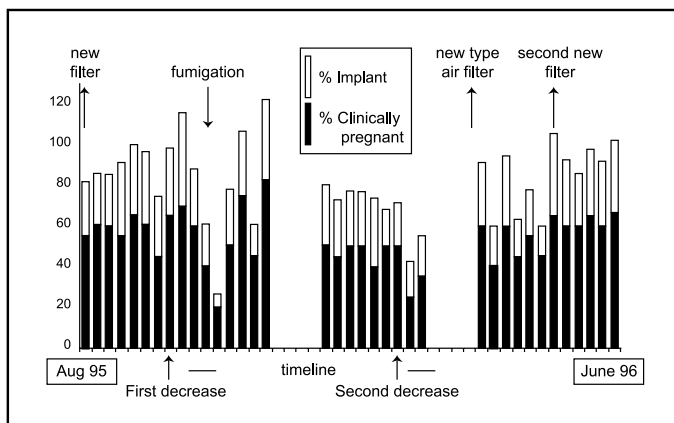 new
filter
fumigation
% Implant
% Clinically
pregnant
new type
air filter
second new
filter
120
100
80
60
40
20
0
Aug 95
First decrease
timeline
Second decrease
June 96